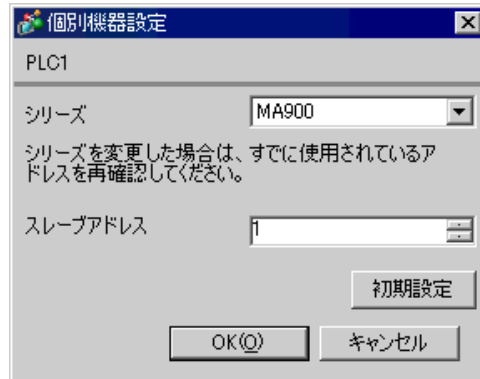 個別機器設定
PLC1
シリーズ MA900
シリーズを変更した場合は、すでに使用されているア
ドレスを再確認してください。
スレーブアドレス 1
初期設定
OK(O) キャンセル